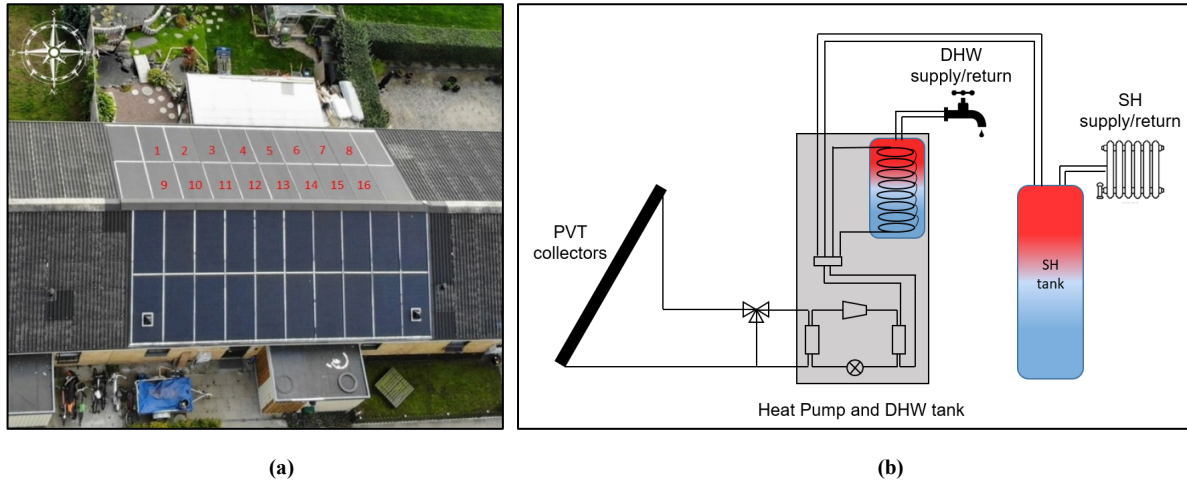 S
1 2 3 4 5 6 7 8
9 10 11 12 13 14 15 16
DHW
supply/return
SH
supply/return
PVT
collectors
SH
tank
Heat Pump and DHW tank
(a)
(b)